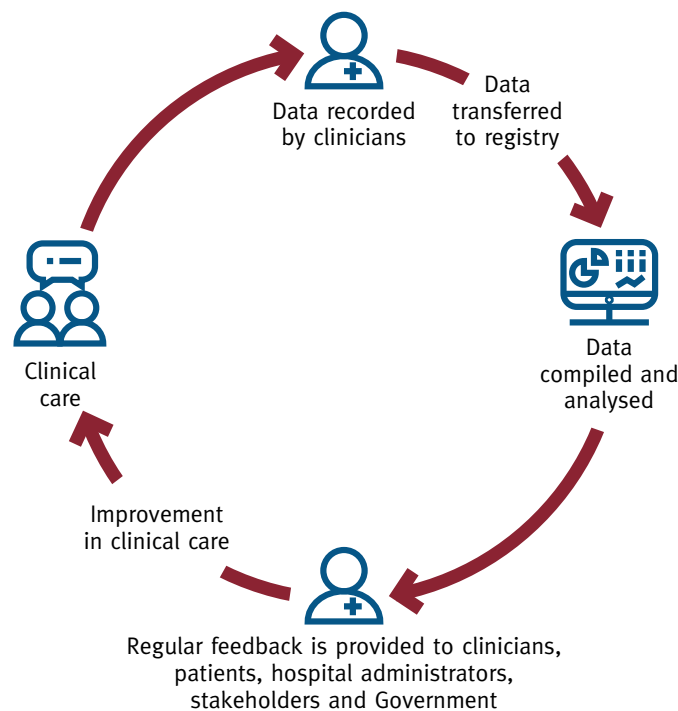 Data recorded
by clinicians
Data
transferred
to registry
Data
compiled and
analysed
Regular feedback is provided to clinicians,
patients, hospital administrators,
stakeholders and Government
Improvement
in clinical care
Clinical
care